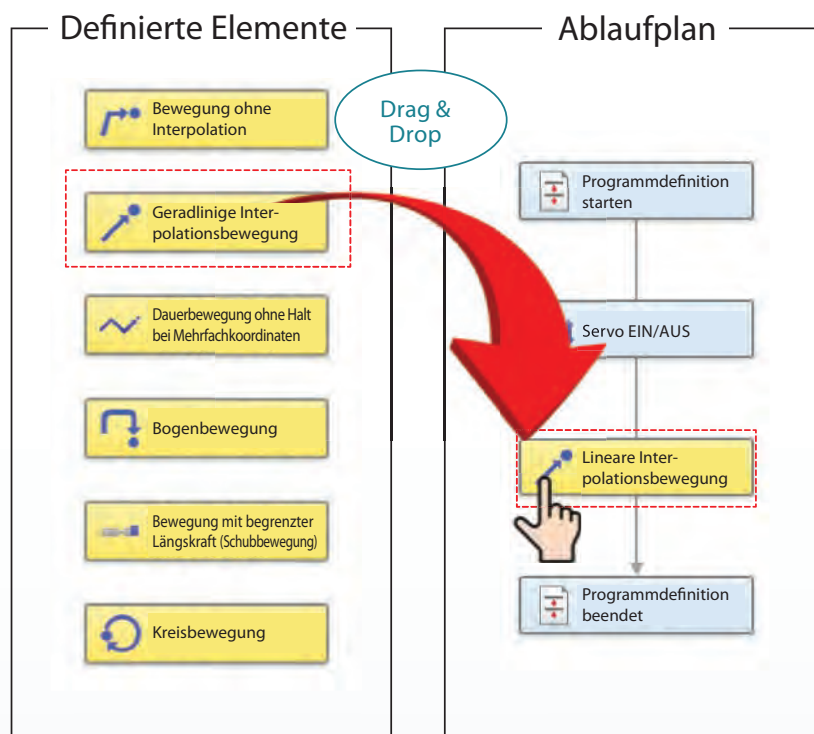 Definierte Elemente
Bewegung ohne
Interpolation
Geradlinige Inter-
polationsbewegung
Dauerbewegung ohne Halt
bei Mehrfachkoordinaten
Bogenbewegung
Bewegung mit begrenzter
Längskraft (Schubbewegung)
Kreisbewegung
Drag &
Drop
Ablaufplan
Programmdefinition
starten
Servo EIN/AUS
Lineare Inter-
polationsbewegung
Programmdefinition
beendet